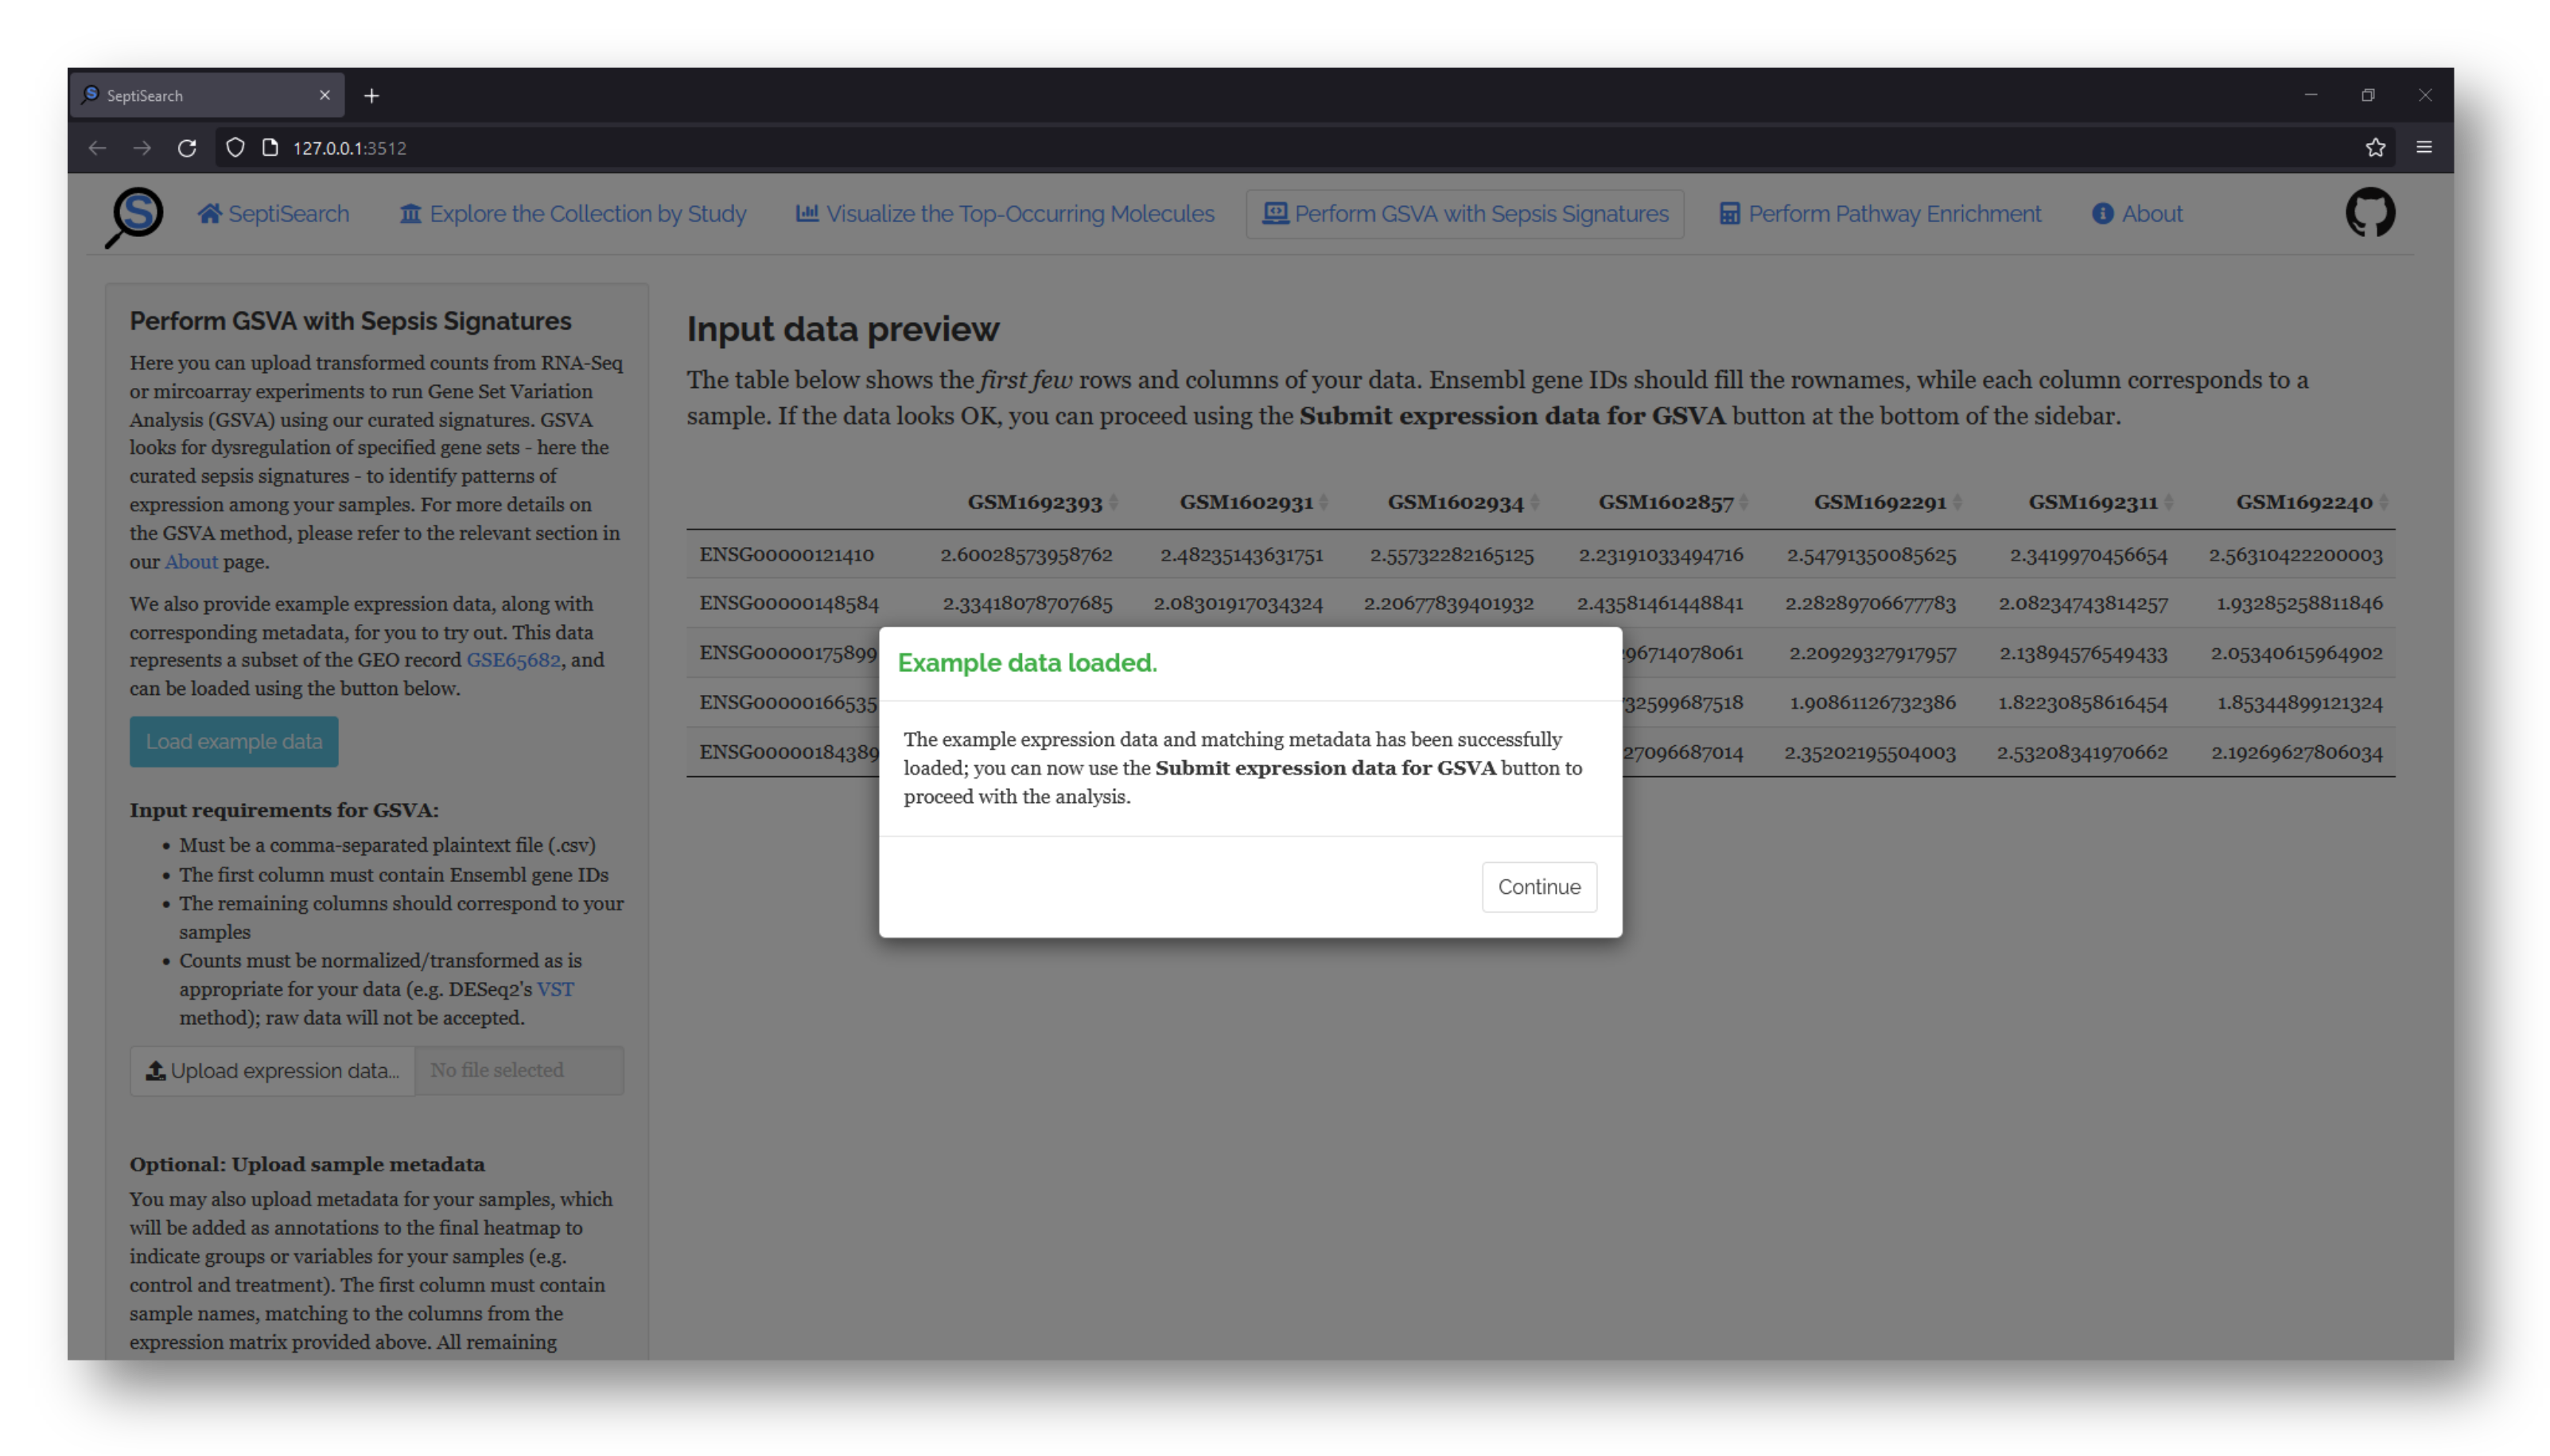 SeptiSearch
127.0.0.1:3512
SeptiSearch Explore the Collection by Study Visualize the Top-Occurring Molecules Perform GSVA with Sepsis Signatures Perform Pathway Enrichment About
Perform GSVA with Sepsis Signatures
Here you can upload transformed counts from RNA-Seq
or mircoarray experiments to run Gene Set Variation
Analysis (GSVA) using our curated signatures. GSVA
looks for dysregulation of specified gene sets - here the
curated sepsis signatures - to identify patterns of
expression among your samples. For more details on
the GSVA method, please refer to the relevant section in
our About page.
We also provide example expression data, along with
corresponding metadata, for you to try out. This data
represents a subset of the GEO record GSE65682, and
can be loaded using the button below.
Load example data
Input requirements for GSVA:
• Must be a comma-separated plaintext file (.csv)
• The first column must contain Ensembl gene IDs
• The remaining columns should correspond to your
samples
• Counts must be normalized/transformed as is
appropriate for your data (e.g. DESeq2's VST
method); raw data will not be accepted.
Upload expression data... No file selected
Optional: Upload sample metadata
You may also upload metadata for your samples, which
will be added as annotations to the final heatmap to
indicate groups or variables for your samples (e.g.
control and treatment). The first column must contain
sample names, matching to the columns from the
expression matrix provided above. All remaining
Input data preview
The table below shows the first few rows and columns of your data. Ensembl gene IDs should fill the rownames, while each column corresponds to a
sample. If the data looks OK, you can proceed using the Submit expression data for GSVA button at the bottom of the sidebar.
GSM1692393 GSM1602931 GSM1602934 GSM1602857 GSM1692291 GSM1692311 GSM1692240
ENSG00000121410 2.60028573958762 2.48235143631751 2.55732282165125 2.23191033494716 2.54791350085625 2.3419970456654 2.56310422200003
ENSG00000148584 2.33418078707685 2.08301917034324 2.20677839401932 2.43581461448841 2.28289706677783 2.08234743814257 1.93285258811846
ENSG00000175899 96714078061 2.20929327917957 2.13894576549433 2.05340615964902
ENSG00000166535 32599687518 1.90861126732386 1.82230858616454 1.85344899121324
ENSG00000184389 27096687014 2.35202195504003 2.53208341970662 2.19269627806034
Example data loaded.
The example expression data and matching metadata has been successfully
loaded; you can now use the Submit expression data for GSVA button to
proceed with the analysis.
Continue